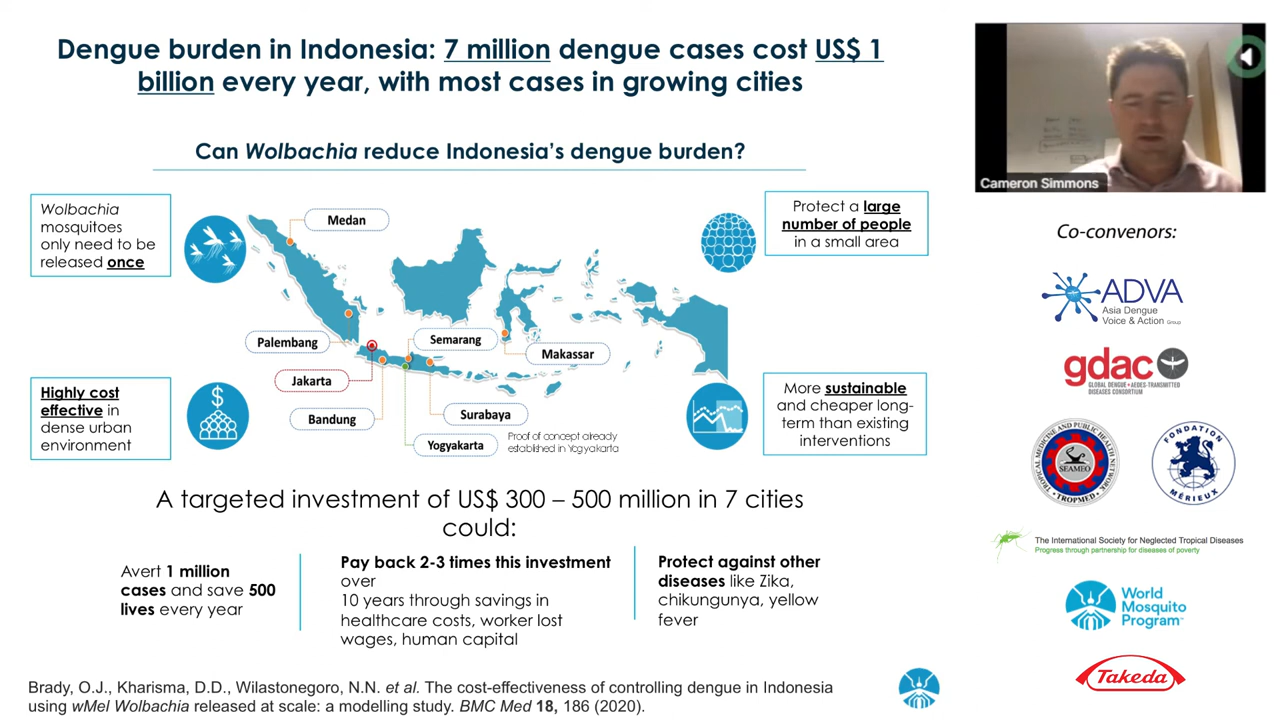 Dengue burden in Indonesia: 7 million dengue cases cost US$ 1
billion every year, with most cases in growing cities
Can Wolbachia reduce Indonesia's dengue burden?
Wolbachia
mosquitoes
only need to be
released once
Protect a large
number of people
in a small area
Medan
Palembang
Semarang
Makassar
Jakarta
Bandung
Surabaya
Yogyakarta
Proof of concept already
established in Yogyakarta
Highly cost
effective in
dense urban
environment
More sustainable
and cheaper long-
term than existing
interventions
A targeted investment of US$ 300 – 500 million in 7 cities
could:
Avert 1 million
cases and save 500
lives every year
Pay back 2-3 times this investment
over
10 years through savings in
healthcare costs, worker lost
wages, human capital
Protect against other
diseases like Zika,
chikungunya, yellow
fever
Brady, O.J., Kharisma, D.D., Wilastonegoro, N.N. et al. The cost-effectiveness of controlling dengue in Indonesia
using wMel Wolbachia released at scale: a modelling study. BMC Med 18, 186 (2020).
Cameron Simmons
Co-convenors:
ADVA
Asia Dengue
Voice & Action Group
gdac
GLOBAL DENGUE & AEDES-TRANSMITTED
DISEASES CONSORTIUM
TROPICAL MEDICINE AND PUBLIC HEALTH NETWORK
SEAMEO
• TROPMED •
FONDATION
MÉRIEUX
The International Society for Neglected Tropical Diseases
Progress through partnership for diseases of poverty
World
Mosquito
Program™
Takeda